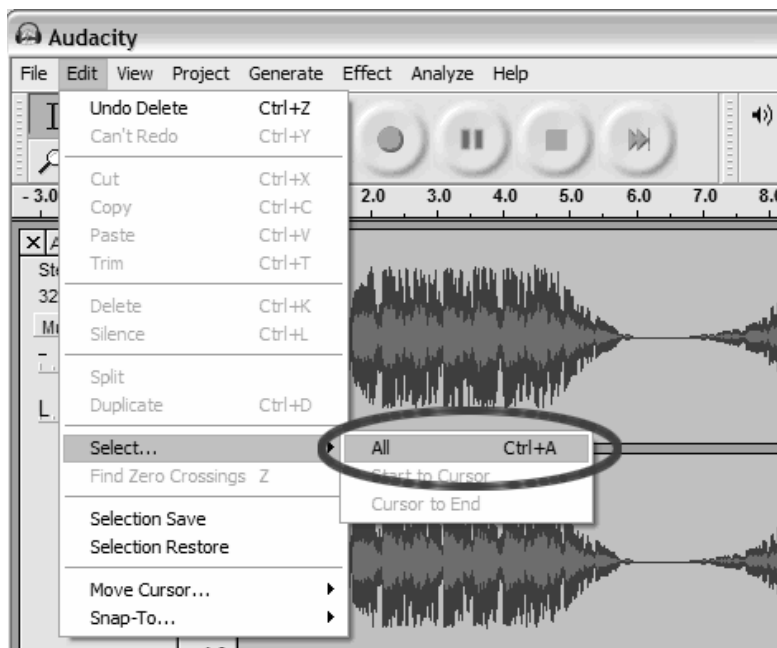 Audacity
File Edit View Project Generate Effect Analyze Help
Undo Delete Ctrl+Z
Can't Redo Ctrl+Y
- 3.0 2.0 3.0 4.0 5.0 6.0 7.0 8.0
Cut Ctrl+X
Copy Ctrl+C
Paste Ctrl+V
Trim Ctrl+T
32
Delete Ctrl+K
Silence Ctrl+L
Split
Duplicate Ctrl+D
L
Select... All Ctrl+A
Find Zero Crossings Z Start to Cursor
Cursor to End
Selection Save
Selection Restore
Move Cursor...
Snap-To...